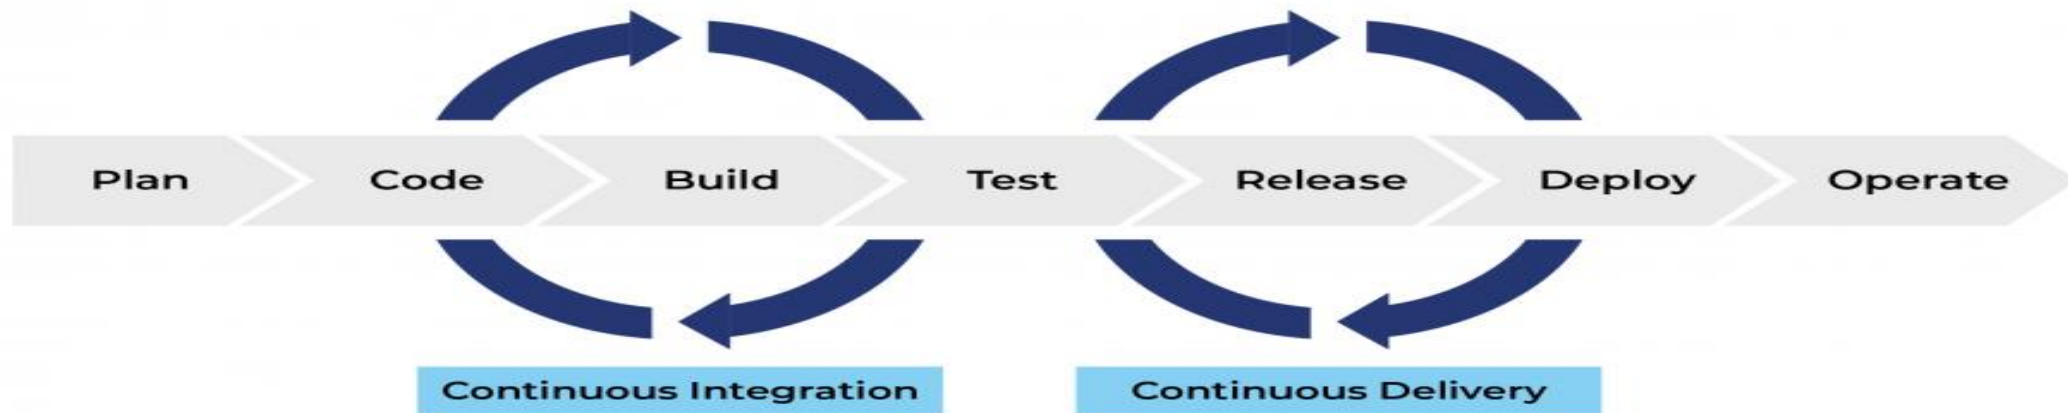 Plan Code Build Test Release Deploy Operate
Continuous Integration Continuous Delivery